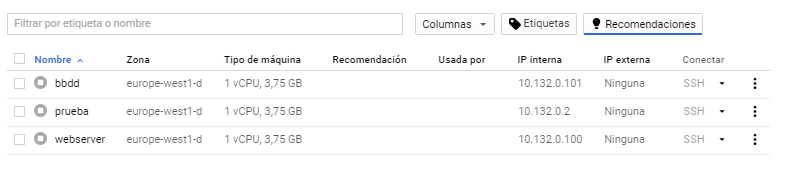 Filtrar por etiqueta o nombre Columnas Etiquetas Recomendaciones
Nombre Zona Tipo de máquina Recomendación Usada por IP interna IP externa Conectar
bbdd europe-west1-d 1 vCPU, 3,75 GB 10.132.0.101 Ninguna SSH
prueba europe-west1-d 1 vCPU, 3,75 GB 10.132.0.2 Ninguna SSH
webserver europe-west1-d 1 vCPU, 3,75 GB 10.132.0.100 Ninguna SSH